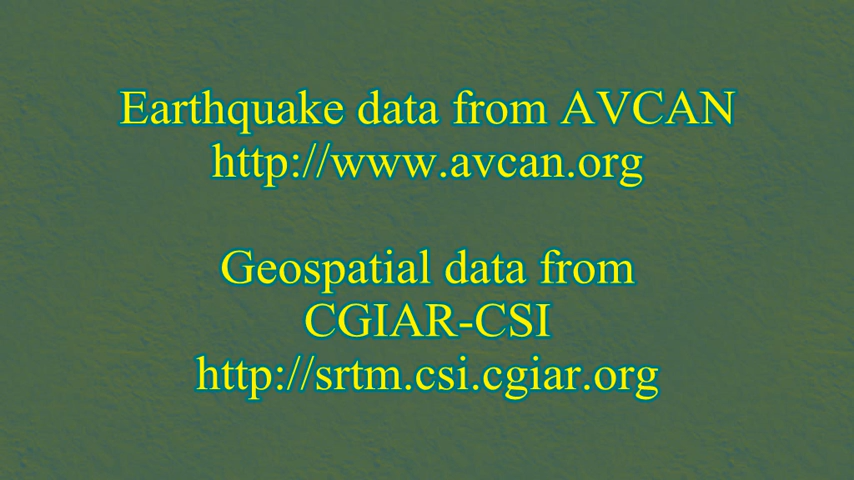 Earthquake data from AVCAN
http://www.avcan.org
Geospatial data from
CGIAR-CSI
http://srtm.csi.cgiar.org